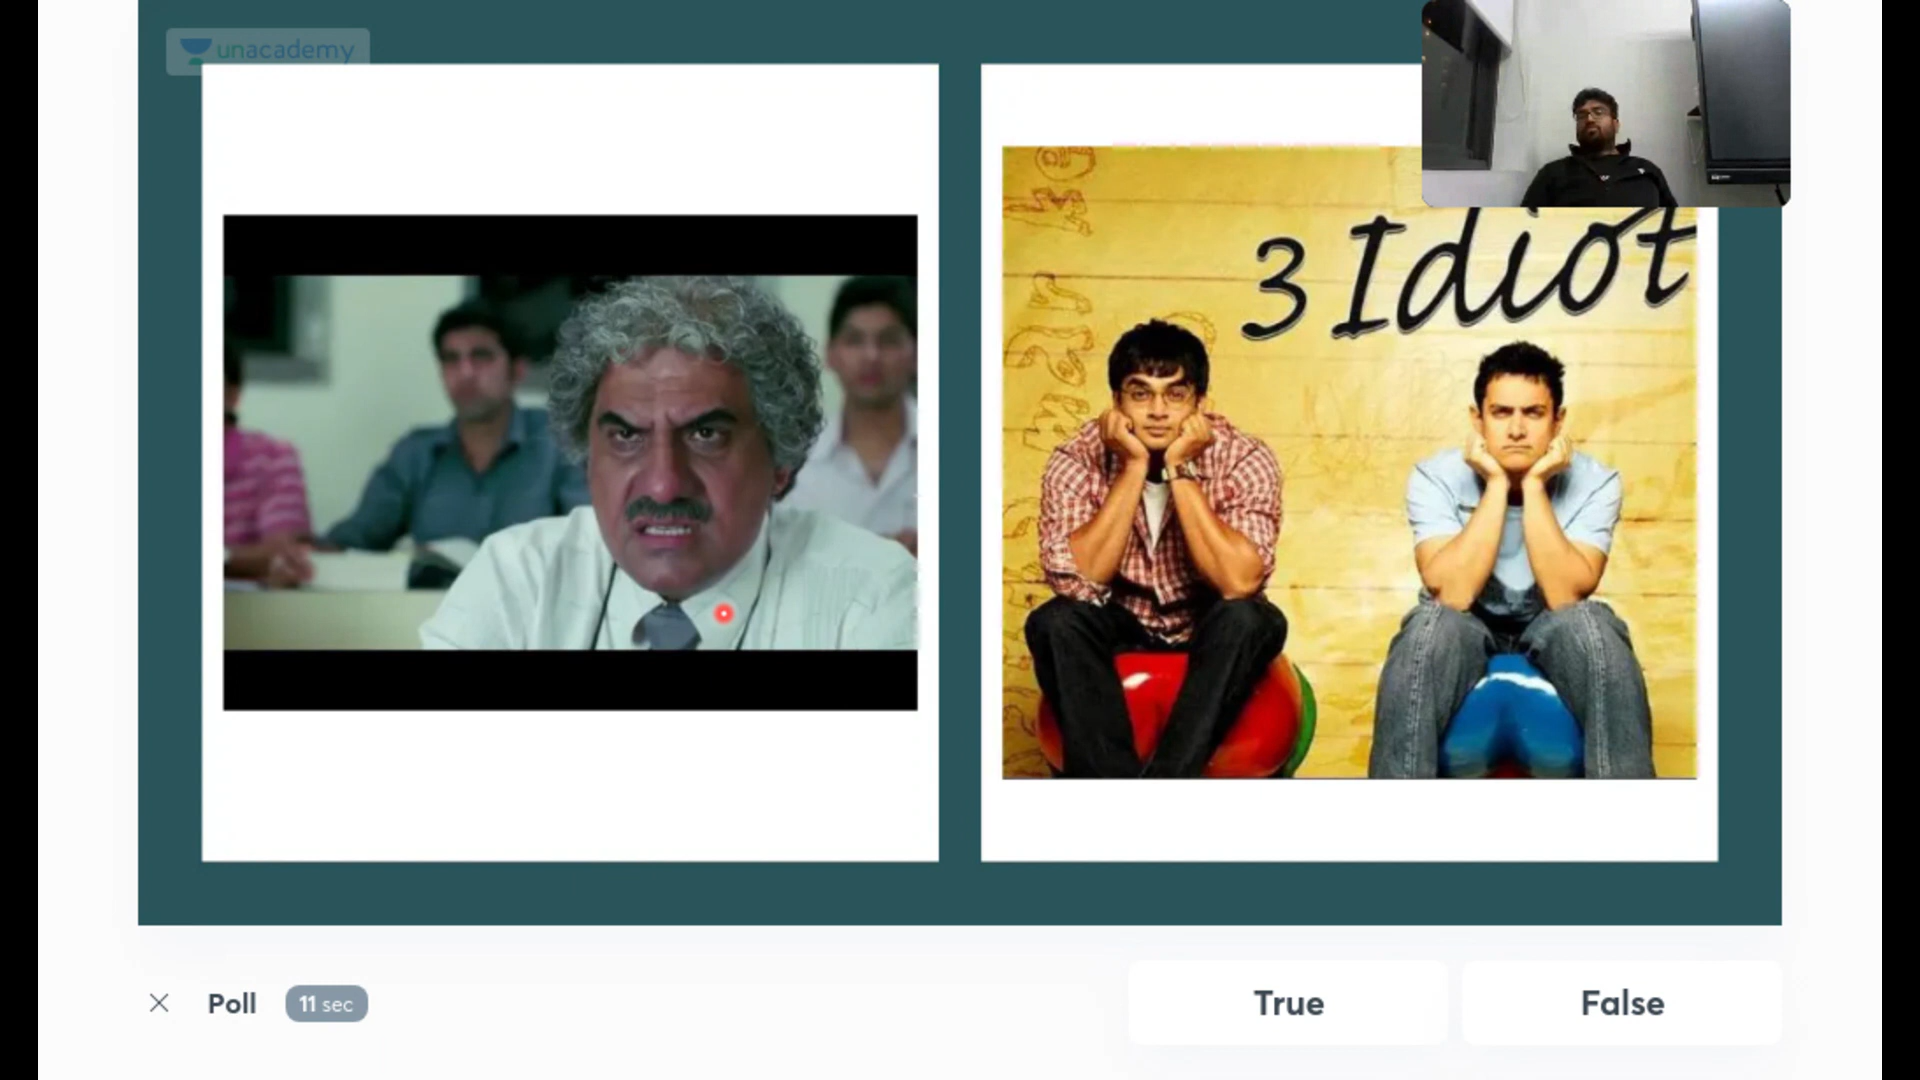 unacademy
3 Idiot
Poll
11 sec
True
False